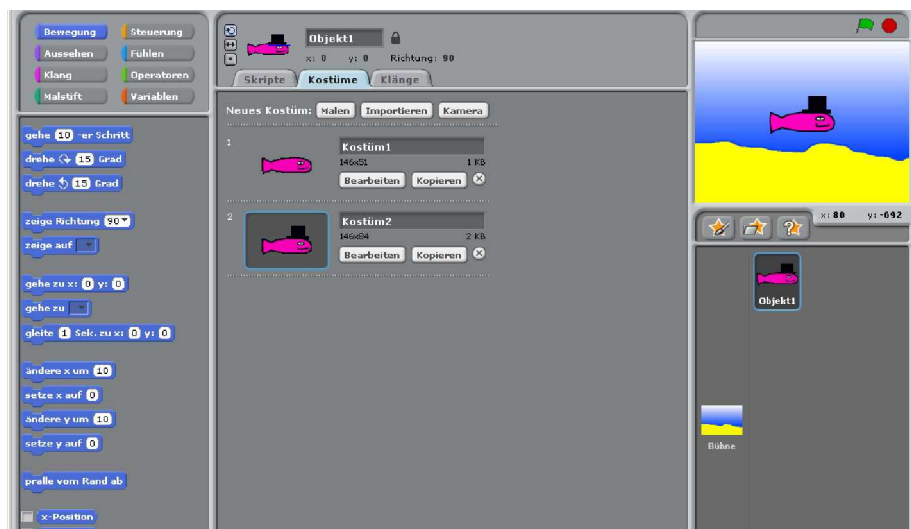 Bewegung
Steuerung
Aussehen
Fühlen
Klang
Operatoren
Malstift
Variablen
gehe 10 -er Schritt
drehe 15 Grad
drehe 15 Grad
zeige Richtung 90
zeige auf
gehe zu x: 0 y: 0
gehe zu
gleite 1 Sek. zu x: 0 y: 0
ändere x um 10
setze x auf 0
ändere y um 10
setze y auf 0
pralle vom Rand ab
x-Position
Objekt1
x: 0 y: 0 Richtung: 90
Skripte
Kostüme
Klänge
Neues Kostüm: Malen Importieren Kamera
1
Kostüm1
146x51 1 KB
Bearbeiten Kopieren
2
Kostüm2
146x84 2 KB
Bearbeiten Kopieren
x: 80 y: -692
Objekt1
Bühne